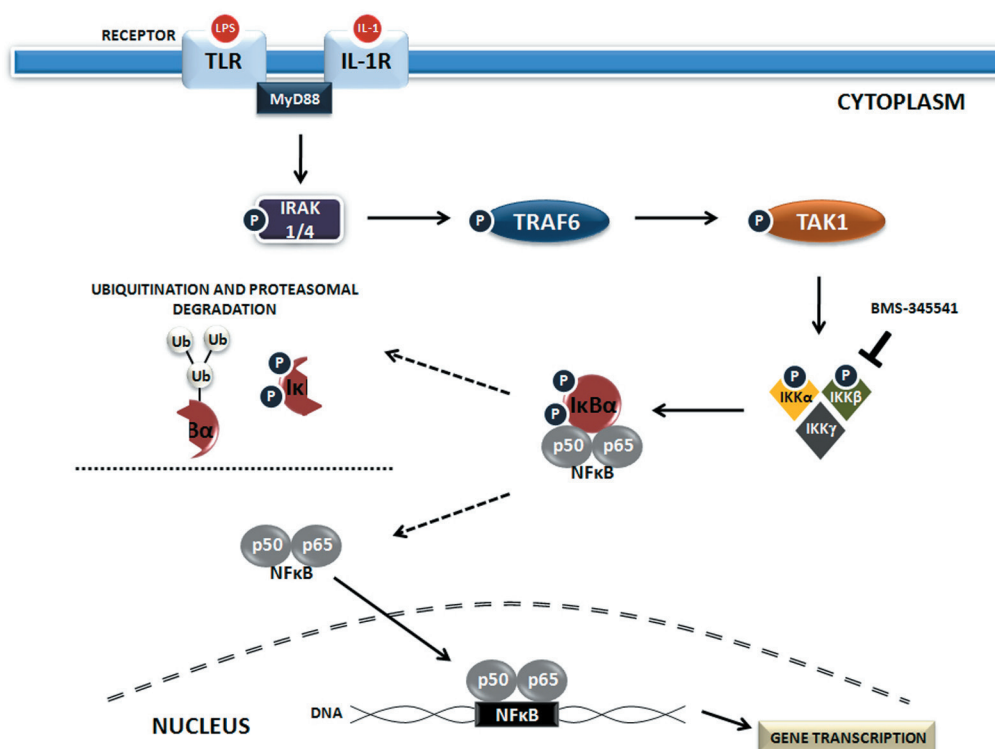 LPS
IL-1
RECEPTOR
TLR
IL-1R
MyD88
CYTOPLASM
P
IRAK
1/4
P
TRAF6
P
TAK1
UBIQUITINATION AND PROTEASOMAL
DEGRADATION
BMS-345541
Ub
Ub
Ub
P
P
Iκ
Bα
P
P
IκBα
p50
p65
NFκB
P
P
IKKα
IKKβ
IKKγ
p50
p65
NFκB
p50
p65
NUCLEUS
DNA
NFκB
GENE TRANSCRIPTION